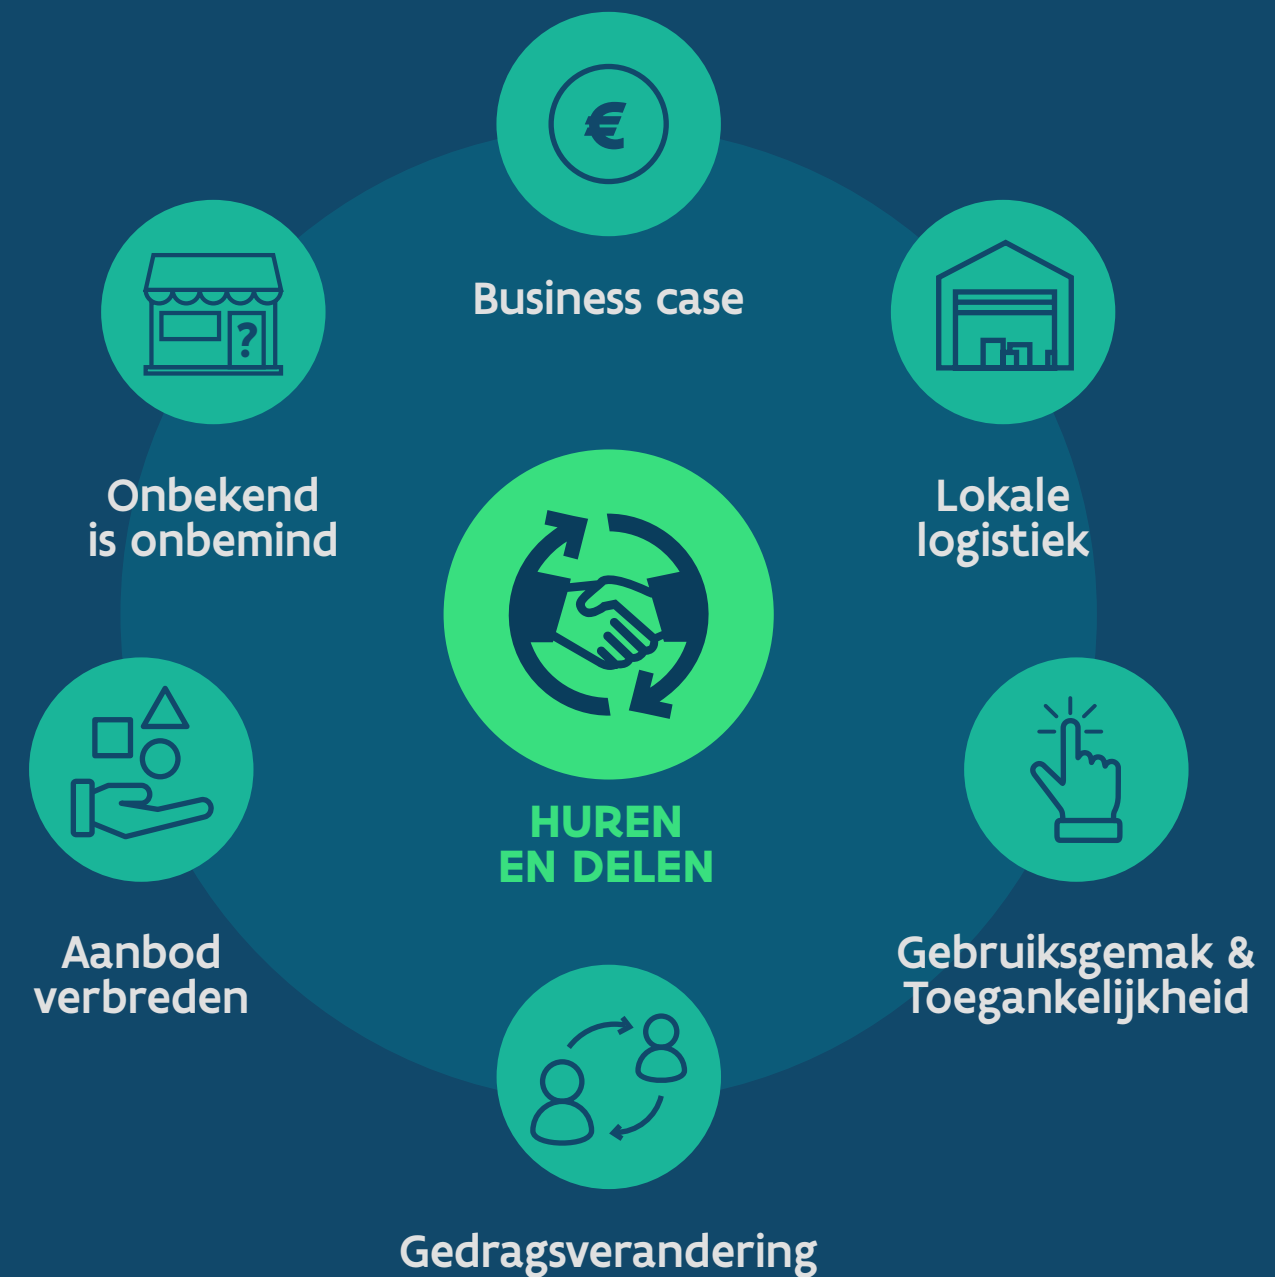 €
Business case
?
Onbekend
is onbemind
Lokale
logistiek
HUREN
EN DELEN
Aanbod
verbreden
Gebruiksgemak &
Toegankelijkheid
Gedragsverandering